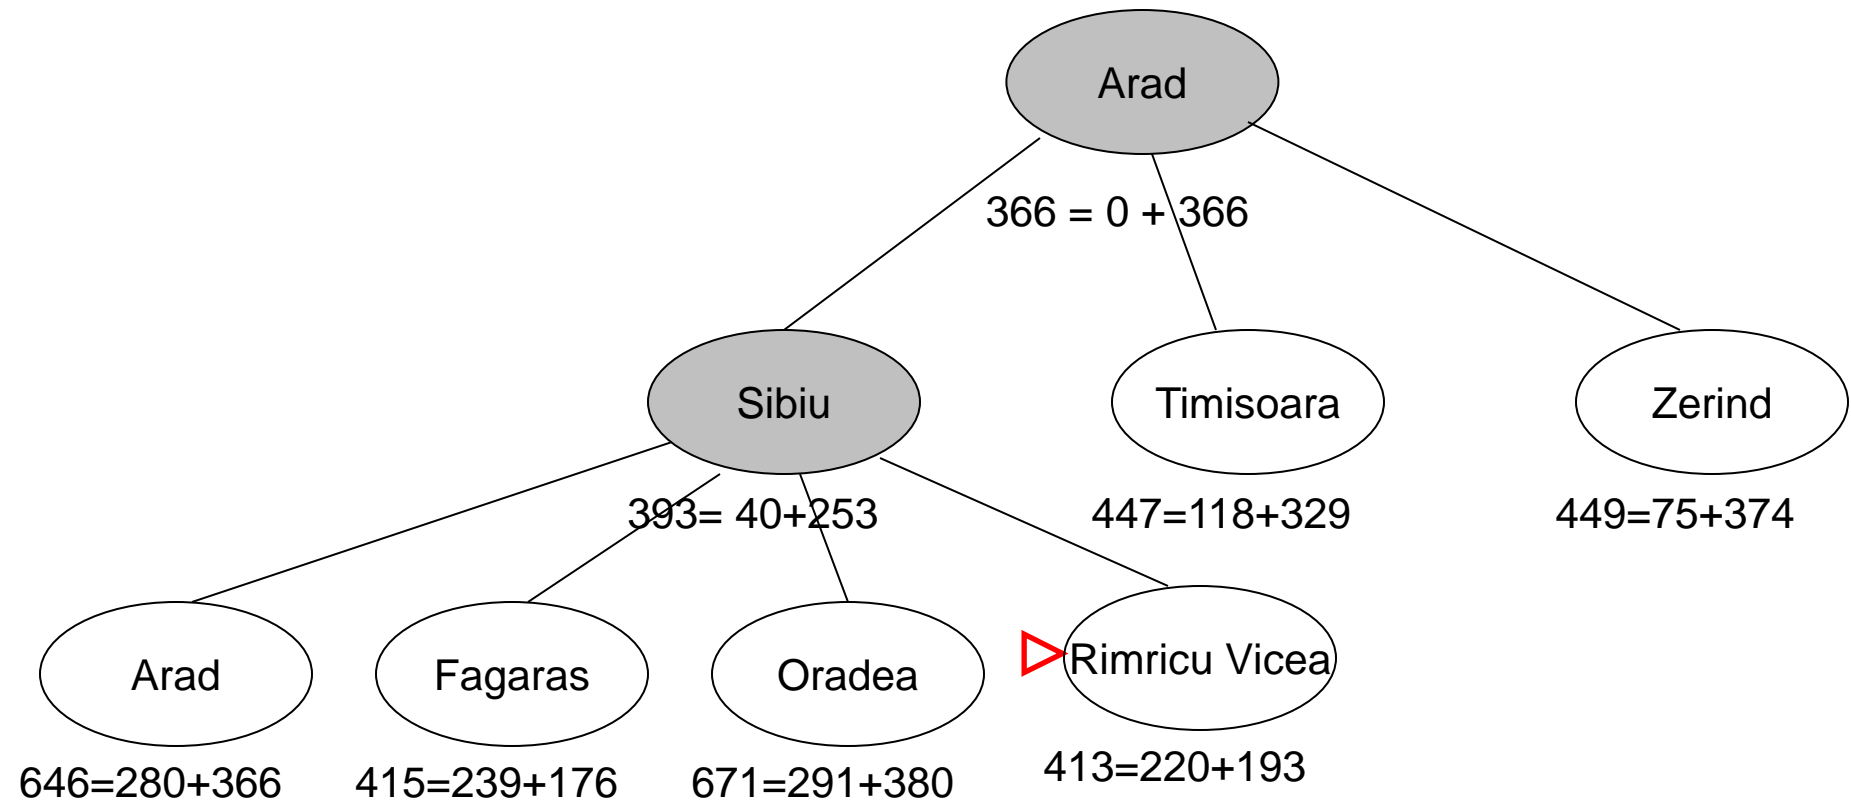 Arad
366 = 0 + 366
Sibiu
Timisoara
Zerind
393= 40+253
447=118+329
449=75+374
Arad
Fagaras
Oradea
Rimricu Vicea
646=280+366
415=239+176
671=291+380
413=220+193